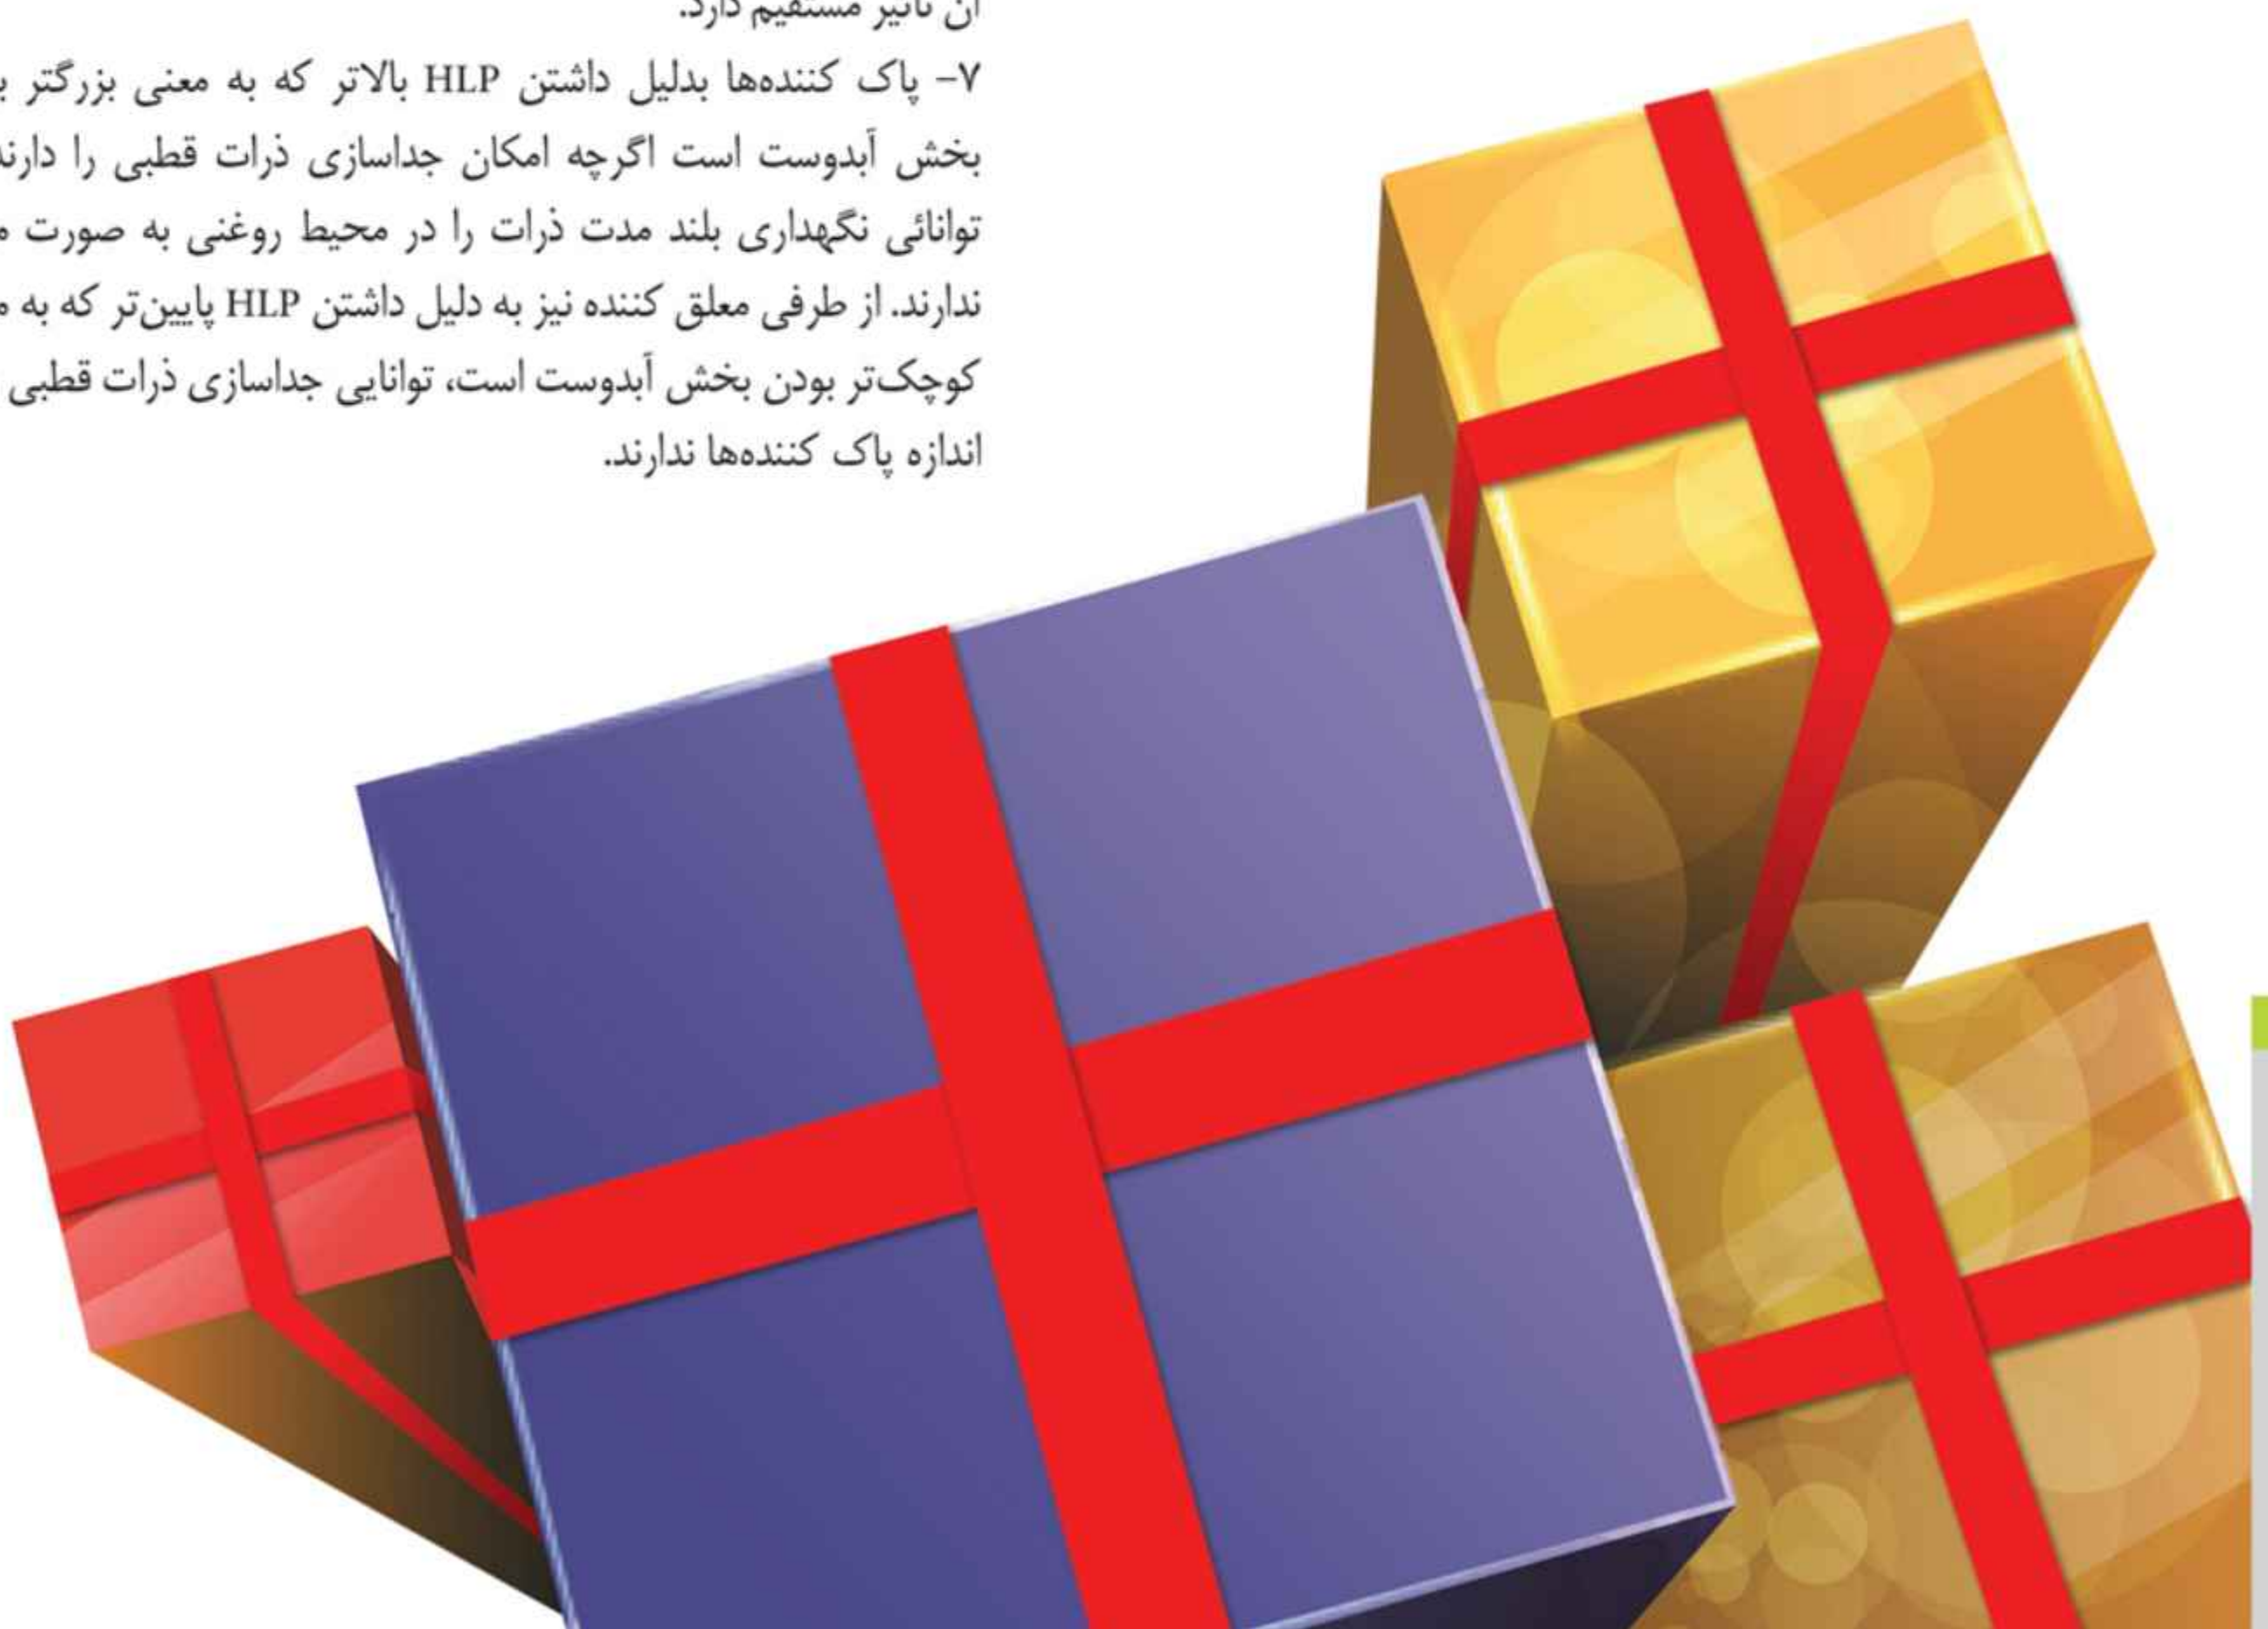 آن تاثیر مستقیم دارد.
۷- پاک کننده‌ها بدلیل داشتن HLP بالاتر که به معنی بزرگتر
بخش آبدوست است اگرچه امکان جداسازی ذرات قطبی را دارند
توانائی نگهداری بلند مدت ذرات را در محیط روغنی به صورت
ندارند. از طرفی معلق کننده نیز به دلیل داشتن HLP پایین‌تر که به
کوچک‌تر بودن بخش آبدوست است، توانایی جداسازی ذرات قطبی
اندازه پاک کننده‌ها ندارند.